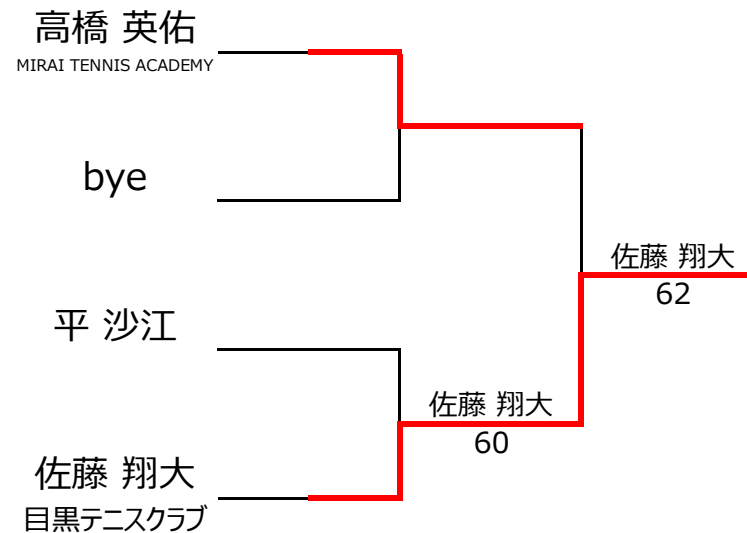 高橋 英佑
MIRAI TENNIS ACADEMY
bye
平 沙江
佐藤 翔大
目黒テニスクラブ
佐藤 翔大
60
佐藤 翔大
62